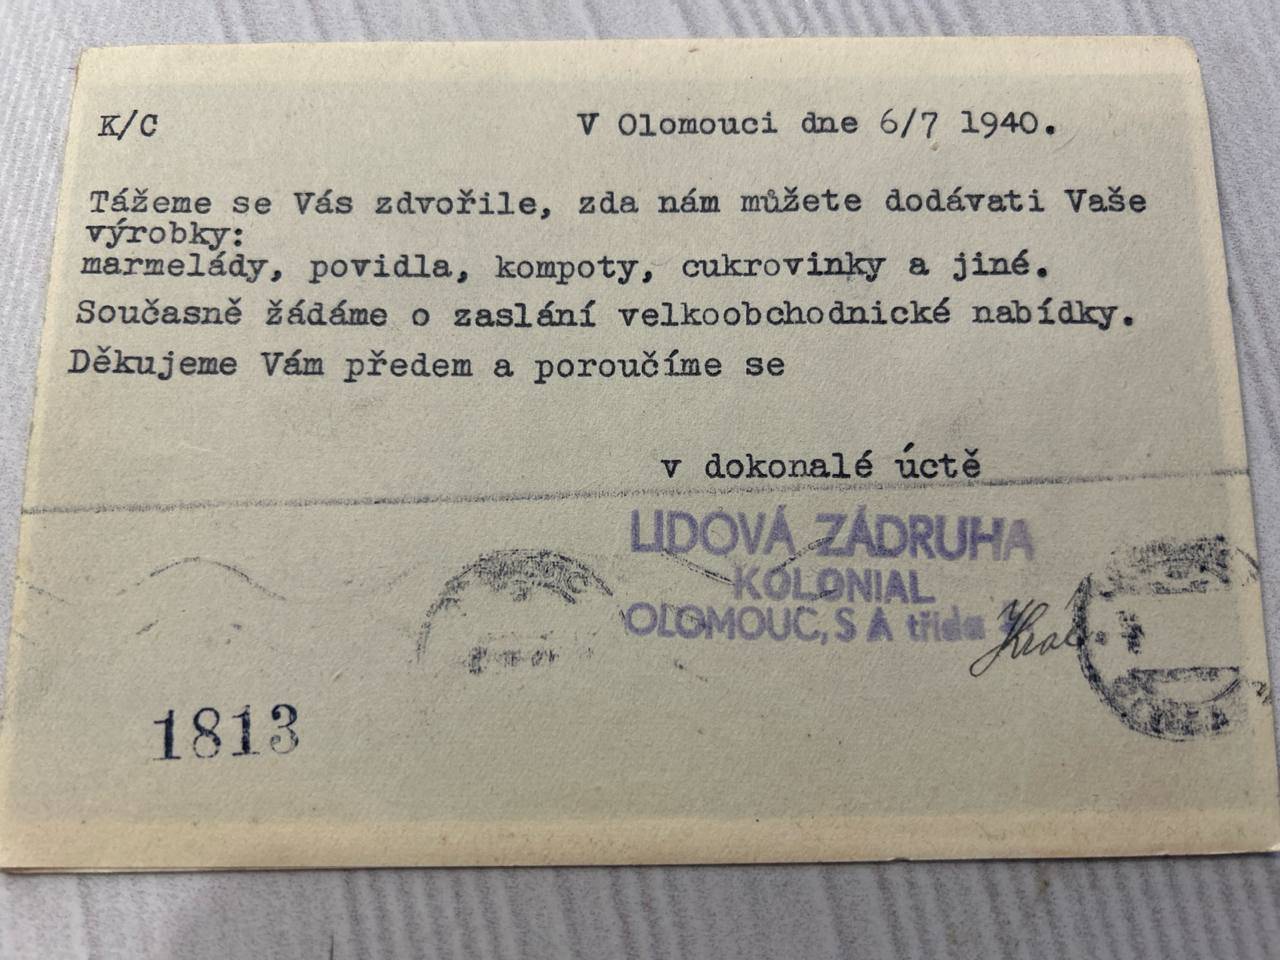 K/C V Olomouci dne 6/7 1940.
Tážeme se Vás zdvořile, zda nám můžete dodávati Vaše
výrobky:
marmelády, povidla, kompoty, cukrovinky a jiné.
Současně žádáme o zaslání velkoobchodnické nabídky.
Děkujeme Vám předem a poroučíme se
v dokonalé úctě
LIDOVÁ ZÁDRUHA
KOLONIAL
OLOMOUC, S A třída
1813